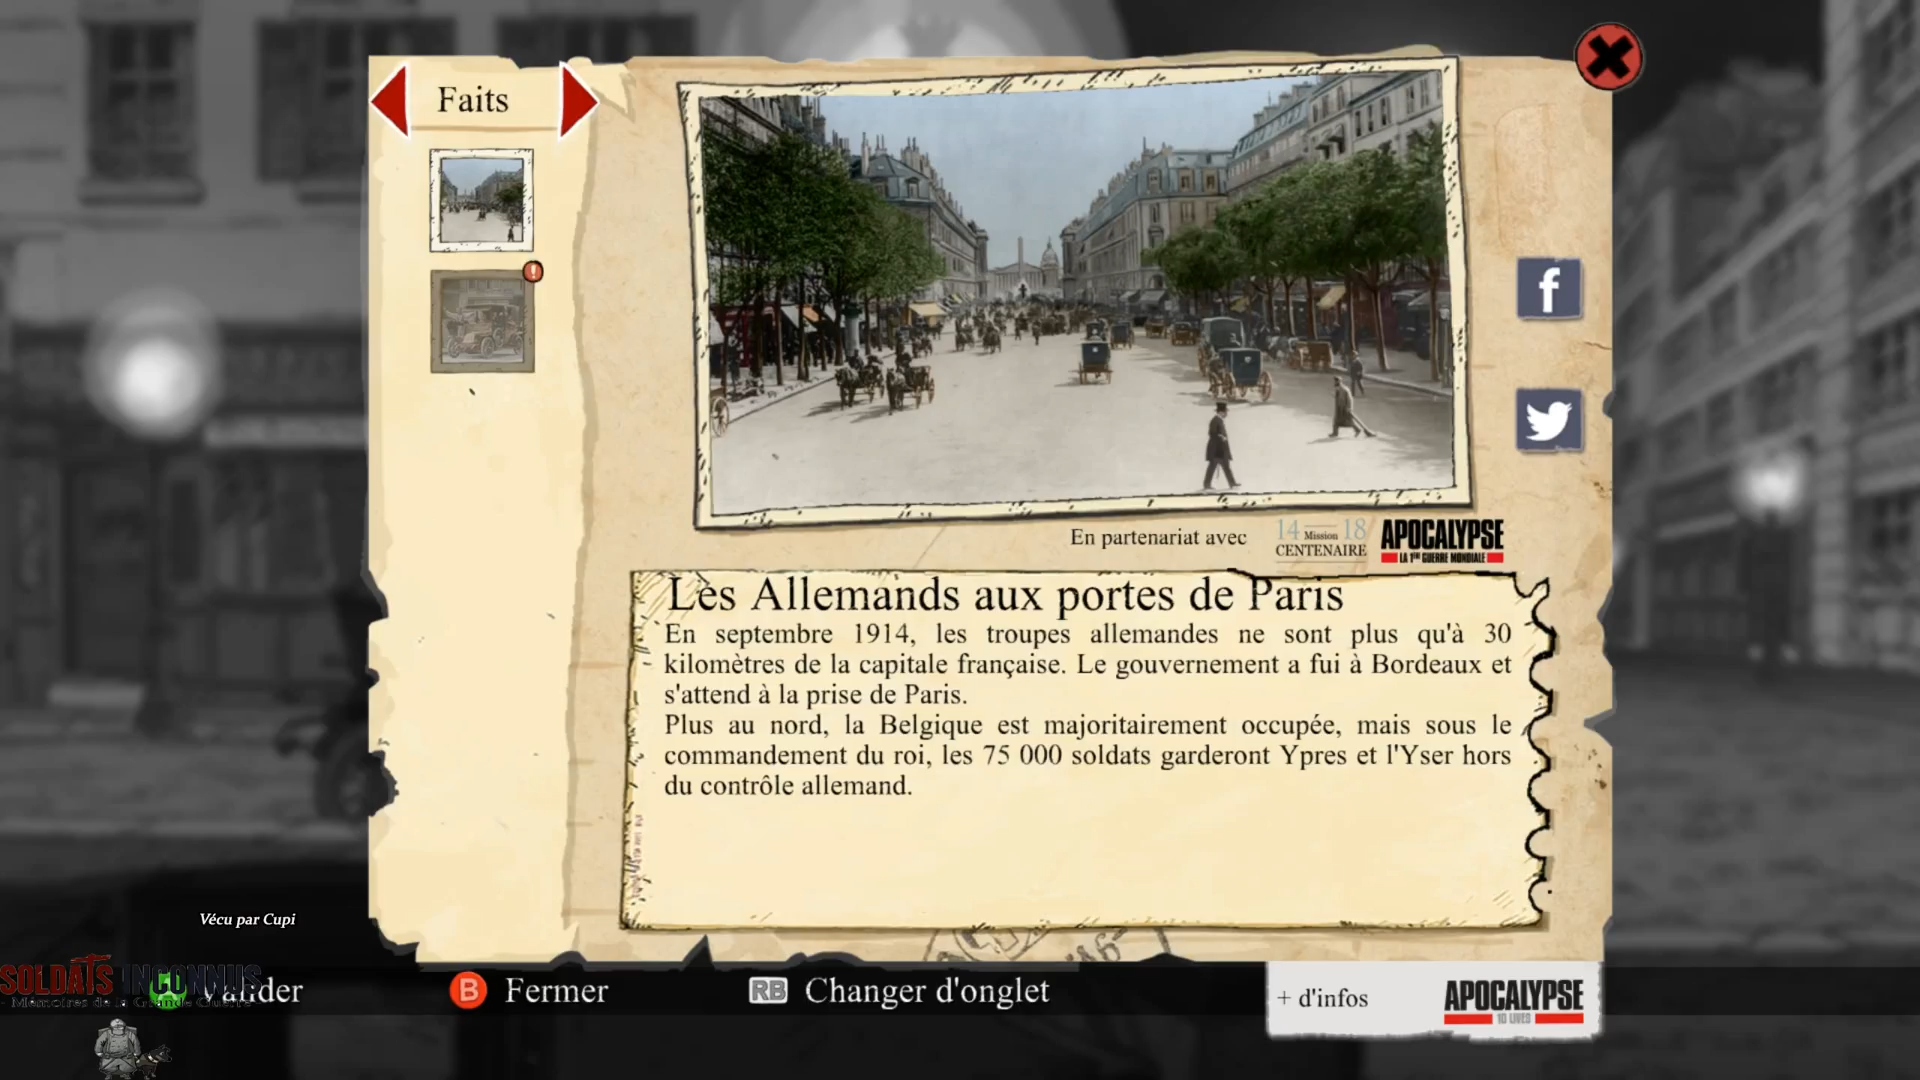 Faits
En partenariat avec
14 Mission 18
CENTENAIRE
APOCALYPSE
LA 1ère GUERRE MONDIALE
Les Allemands aux portes de Paris
En septembre 1914, les troupes allemandes ne sont plus qu'à 30
kilomètres de la capitale française. Le gouvernement a fui à Bordeaux et
s'attend à la prise de Paris.
Plus au nord, la Belgique est majoritairement occupée, mais sous le
commandement du roi, les 75 000 soldats garderont Ypres et l'Yser hors
du contrôle allemand.
Vécu par Cupi
SOLDATS INCONNUS
Mémoires de la Grande Guerre
Valider
B Fermer
RB Changer d'onglet
+ d'infos
APOCALYPSE
10 LIVES